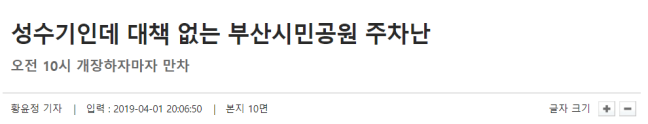 성수기인데 대책 없는 부산시민공원 주차난
오전 10시 개장하자마자 만차
황윤정 기자 | 입력 : 2019-04-01 20:06:50 | 본지 10면 글자 크기 + -